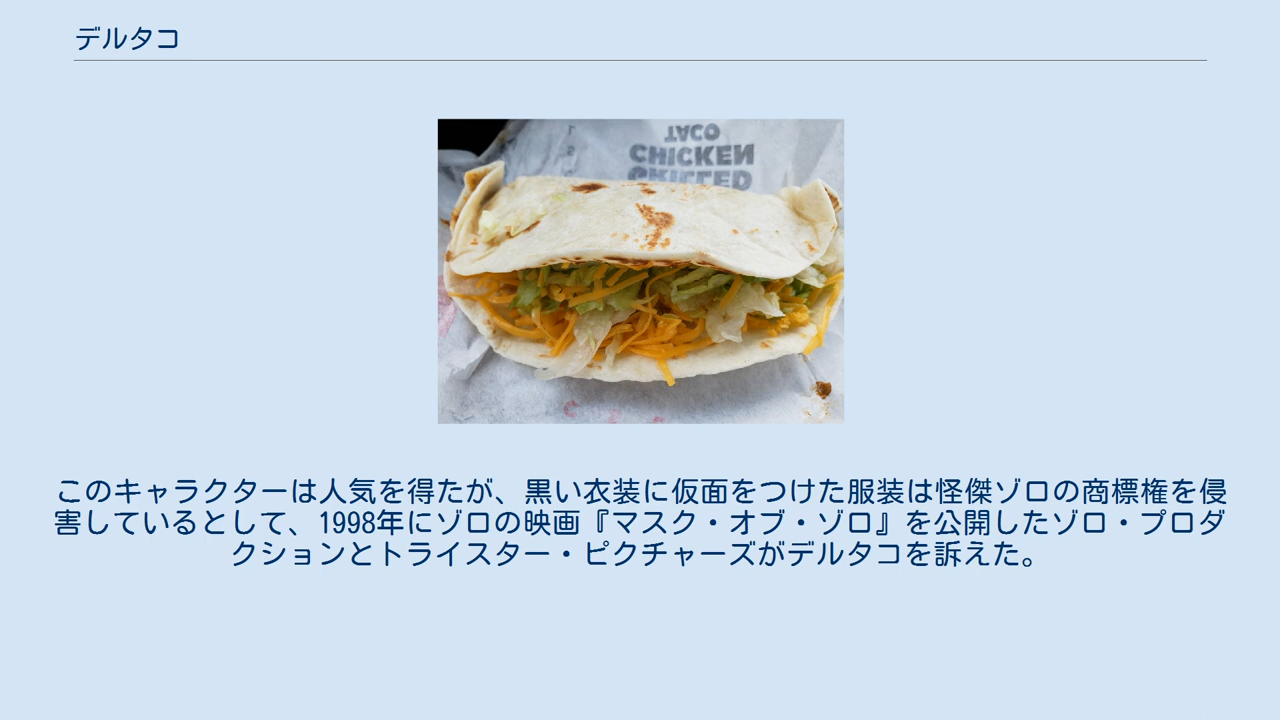 デルタコ
TACO
CHICKEN
GRILLED
このキャラクターは人気を得たが、黒い衣装に仮面をつけた服装は怪傑ゾロの商標権を侵
害しているとして、1998年にゾロの映画『マスク・オブ・ゾロ』を公開したゾロ・プロダ
クションとトライスター・ピクチャーズがデルタコを訴えた。